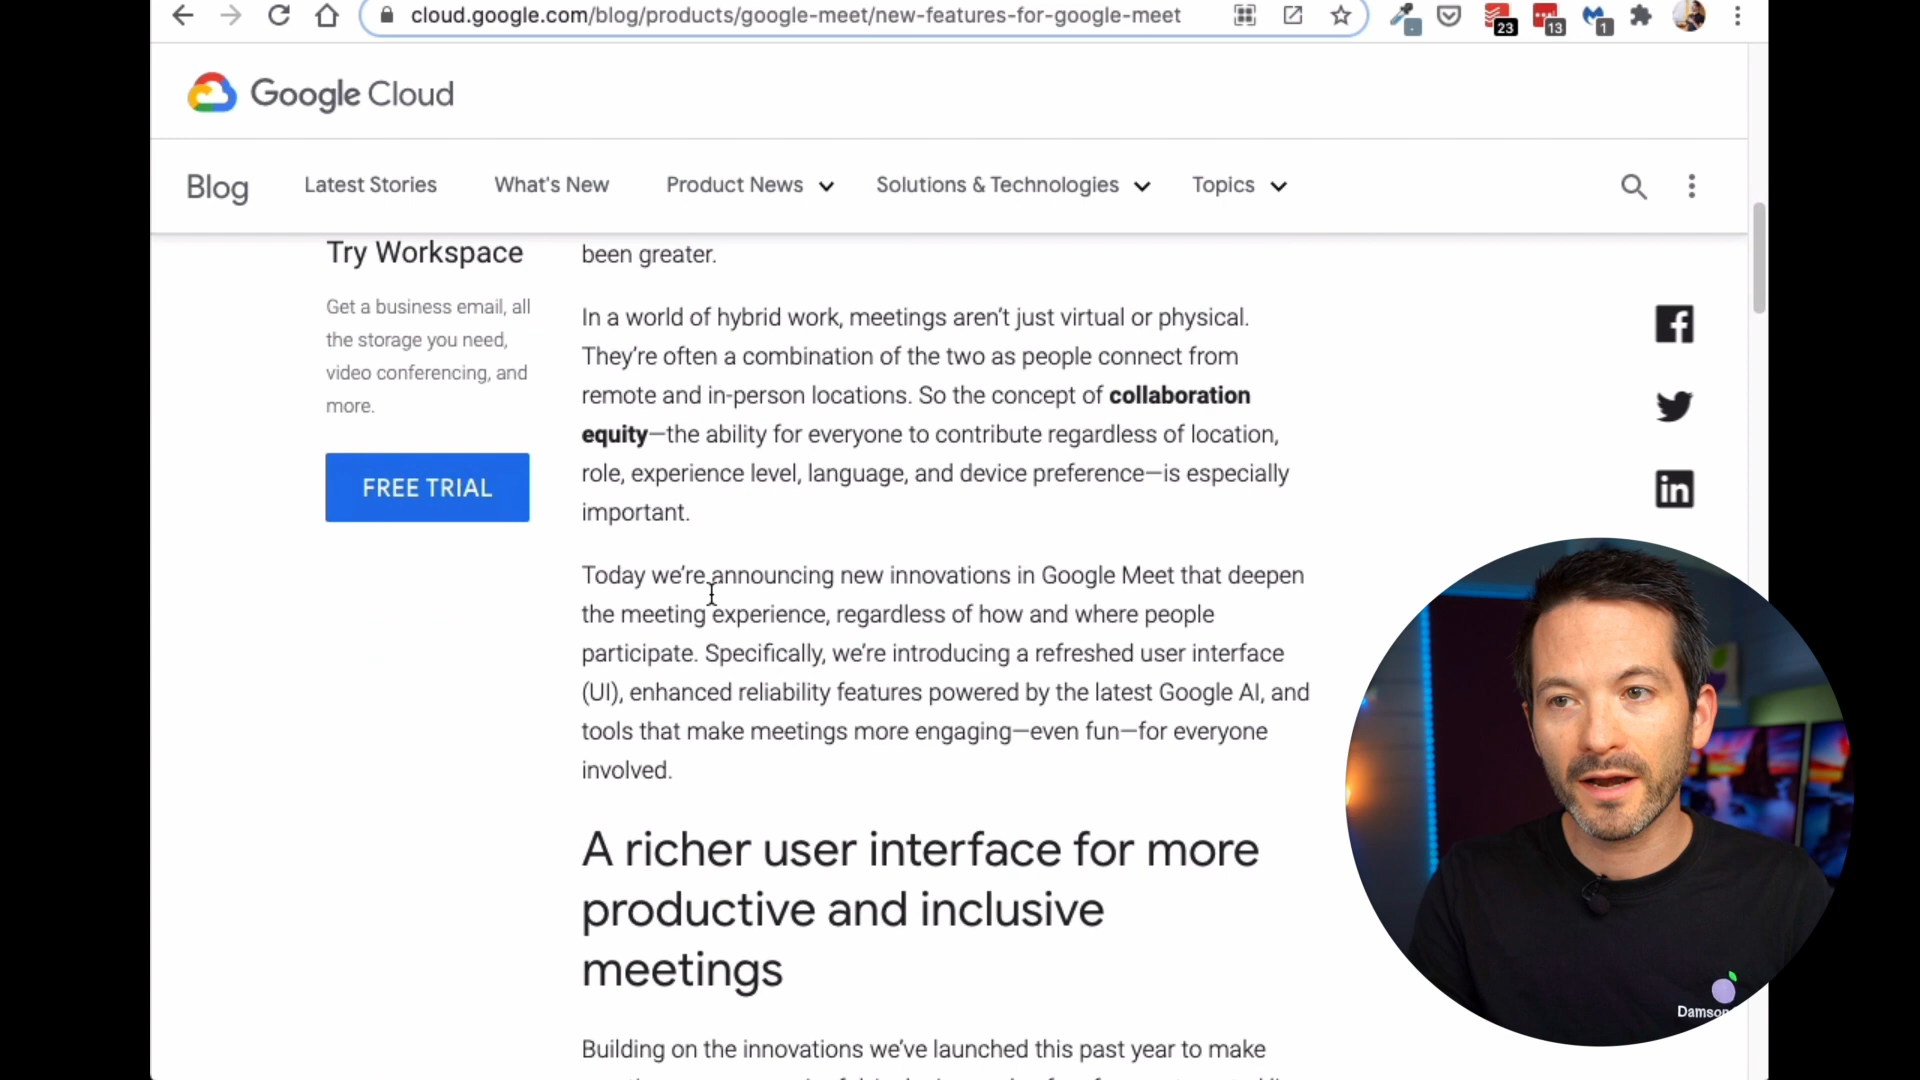 cloud.google.com/blog/products/google-meet/new-features-for-google-meet
23
13
1
Google Cloud
Blog
Latest Stories
What's New
Product News
Solutions & Technologies
Topics
Try Workspace
Get a business email, all
the storage you need,
video conferencing, and
more.
FREE TRIAL
been greater.
In a world of hybrid work, meetings aren’t just virtual or physical.
They’re often a combination of the two as people connect from
remote and in-person locations. So the concept of collaboration
equity—the ability for everyone to contribute regardless of location,
role, experience level, language, and device preference—is especially
important.
Today we’re announcing new innovations in Google Meet that deepen
the meeting experience, regardless of how and where people
participate. Specifically, we’re introducing a refreshed user interface
(UI), enhanced reliability features powered by the latest Google AI, and
tools that make meetings more engaging—even fun—for everyone
involved.
A richer user interface for more
productive and inclusive
meetings
Building on the innovations we’ve launched this past year to make
in
Damson